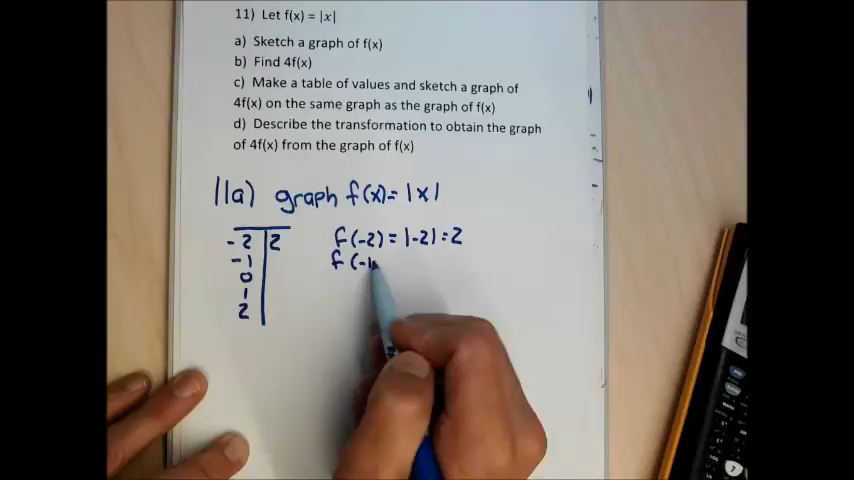 11) Let f(x) = |x|
a) Sketch a graph of f(x)
b) Find 4f(x)
c) Make a table of values and sketch a graph of
4f(x) on the same graph as the graph of f(x)
d) Describe the transformation to obtain the graph
of 4f(x) from the graph of f(x)
11a) graph f(x)= |x|
-2 2 f(-2) = |-2| = 2
-1 f(-1
0
1
2